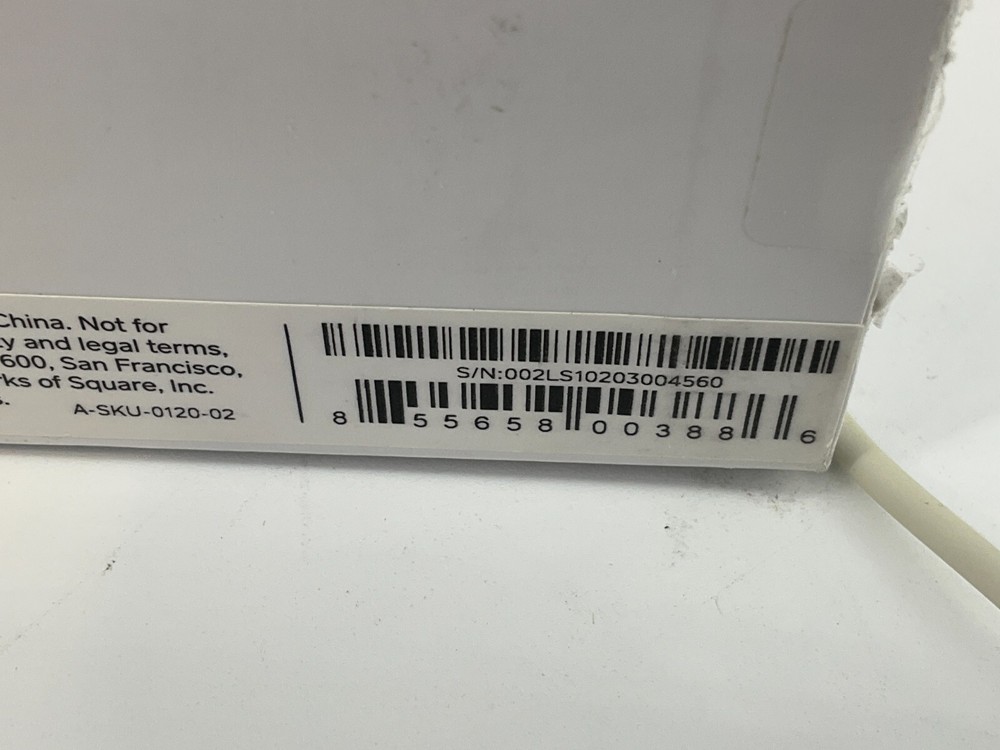 China. Not for
and legal terms,
600, San Francisco,
of Square, Inc.
A-SKU-0120-02
S/N:002LS10203004560
8 55658 00388 6